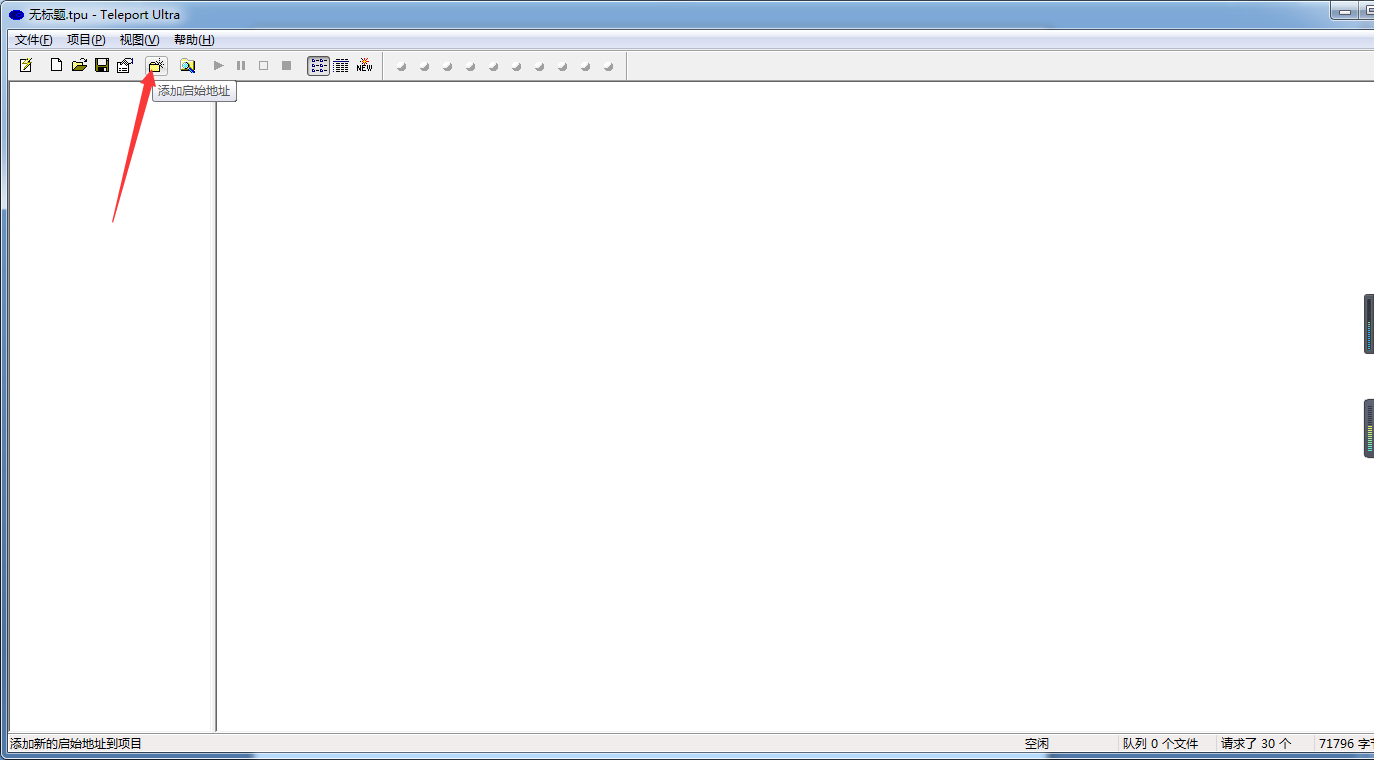 无标题.tpu - Teleport Ultra
文件(F) 项目(P) 视图(V) 帮助(H)
NEW
添加启始地址
添加新的启始地址到项目 空闲 队列 0 个文件 请求了 30 个 71796 字